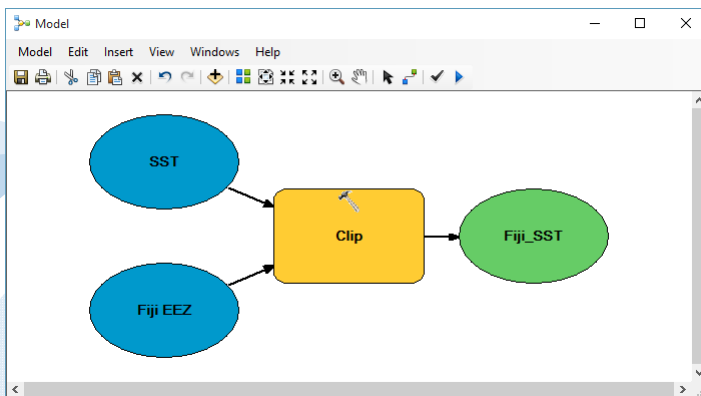 Model
Model Edit Insert View Windows Help
SST
Clip
Fiji_SST
Fiji EEZ